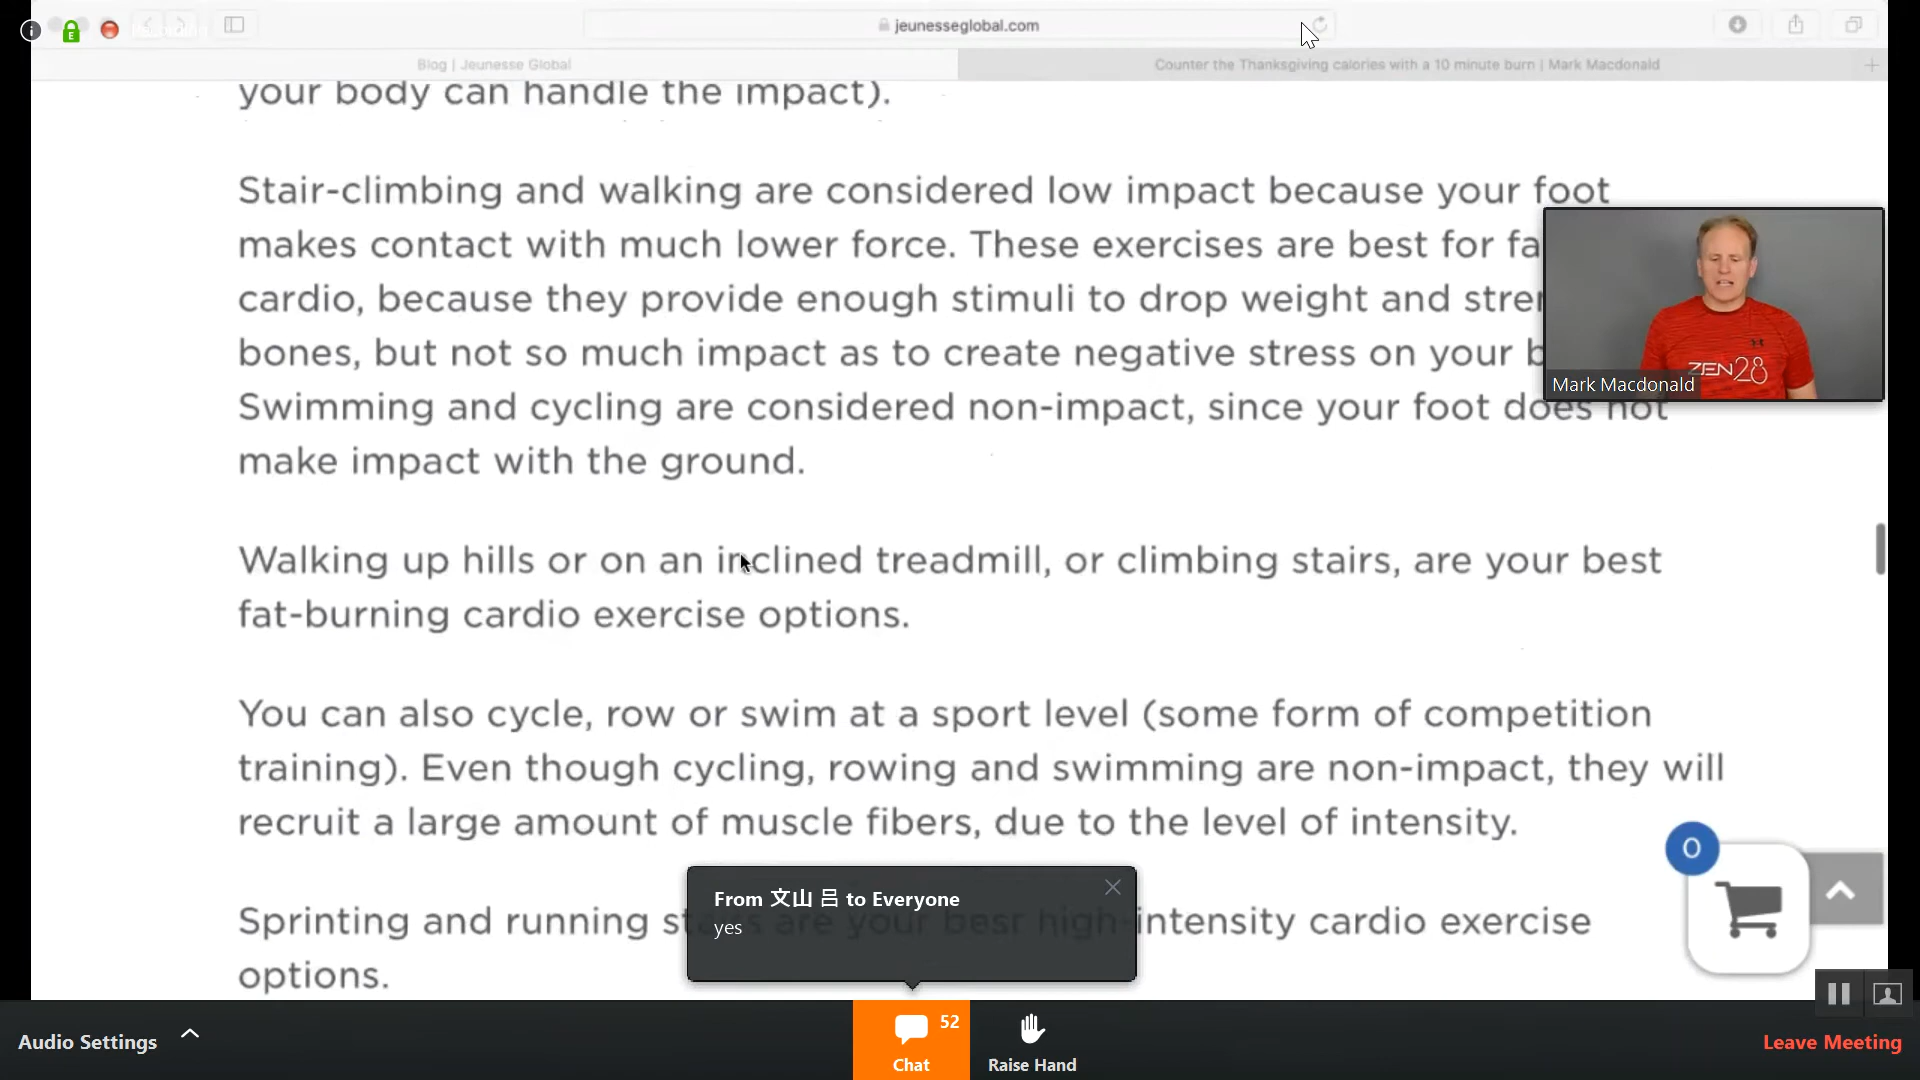 jeunesseglobal.com
Blog | Jeunesse Global
Counter the Thanksgiving calories with a 10 minute burn | Mark Macdonald
your body can handle the impact).
Stair-climbing and walking are considered low impact because your foot
makes contact with much lower force. These exercises are best for fa
cardio, because they provide enough stimuli to drop weight and stren
bones, but not so much impact as to create negative stress on your b
Swimming and cycling are considered non-impact, since your foot does not
make impact with the ground.
ZEN28
Mark Macdonald
Walking up hills or on an inclined treadmill, or climbing stairs, are your best
fat-burning cardio exercise options.
You can also cycle, row or swim at a sport level (some form of competition
training). Even though cycling, rowing and swimming are non-impact, they will
recruit a large amount of muscle fibers, due to the level of intensity.
0
Sprinting and running stairs are your best high-intensity cardio exercise
options.
From 文山 吕 to Everyone
yes
Audio Settings
52
Chat
Raise Hand
Leave Meeting